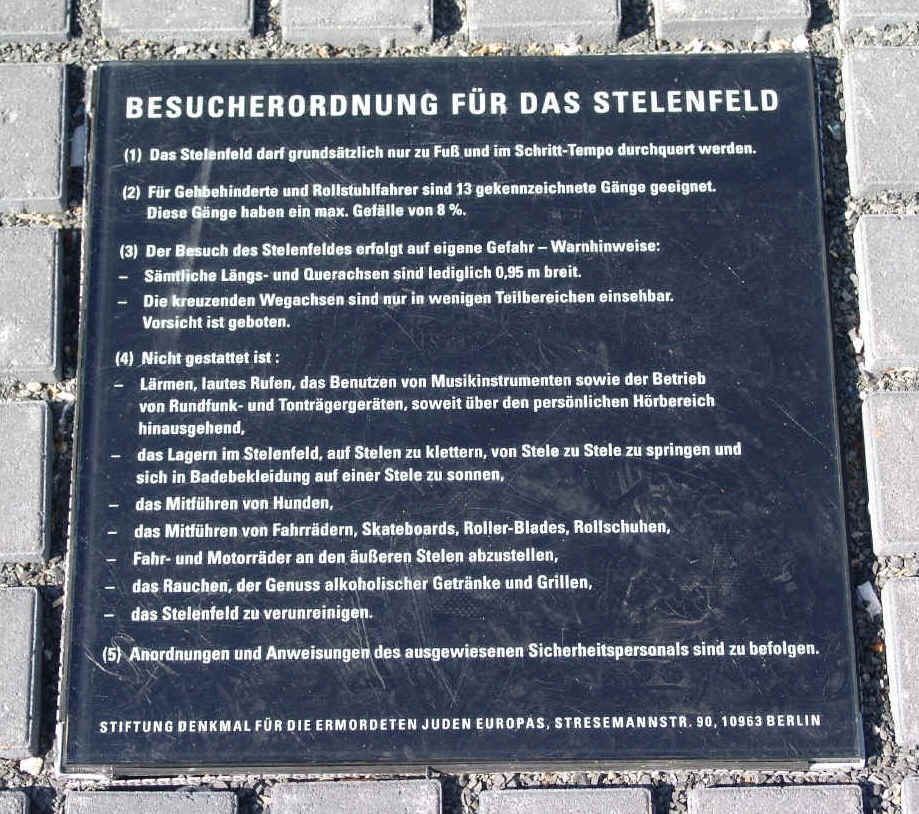 BESUCHERORDNUNG FÜR DAS STELENFELD
(1) Das Stelenfeld darf grundsätzlich nur zu Fuß und im Schritt-Tempo durchquert werden.
(2) Für Gehbehinderte und Rollstuhlfahrer sind 13 gekennzeichnete Gänge geeignet.
Diese Gänge haben ein max. Gefälle von 8 %.
(3) Der Besuch des Stelenfeldes erfolgt auf eigene Gefahr – Warnhinweise:
– Sämtliche Längs- und Querachsen sind lediglich 0,95 m breit.
– Die kreuzenden Wegachsen sind nur in wenigen Teilbereichen einsehbar.
Vorsicht ist geboten.
(4) Nicht gestattet ist :
– Lärmen, lautes Rufen, das Benutzen von Musikinstrumenten sowie der Betrieb
von Rundfunk- und Tonträgergeräten, soweit über den persönlichen Hörbereich
hinausgehend,
– das Lagern im Stelenfeld, auf Stelen zu klettern, von Stele zu Stele zu springen und
sich in Badebekleidung auf einer Stele zu sonnen,
– das Mitführen von Hunden,
– das Mitführen von Fahrrädern, Skateboards, Roller-Blades, Rollschuhen,
– Fahr- und Motorräder an den äußeren Stelen abzustellen,
– das Rauchen, der Genuss alkoholischer Getränke und Grillen,
– das Stelenfeld zu verunreinigen.
(5) Anordnungen und Anweisungen des ausgewiesenen Sicherheitspersonals sind zu befolgen.
STIFTUNG DENKMAL FÜR DIE ERMORDETEN JUDEN EUROPAS, STRESEMANNSTR. 90, 10963 BERLIN